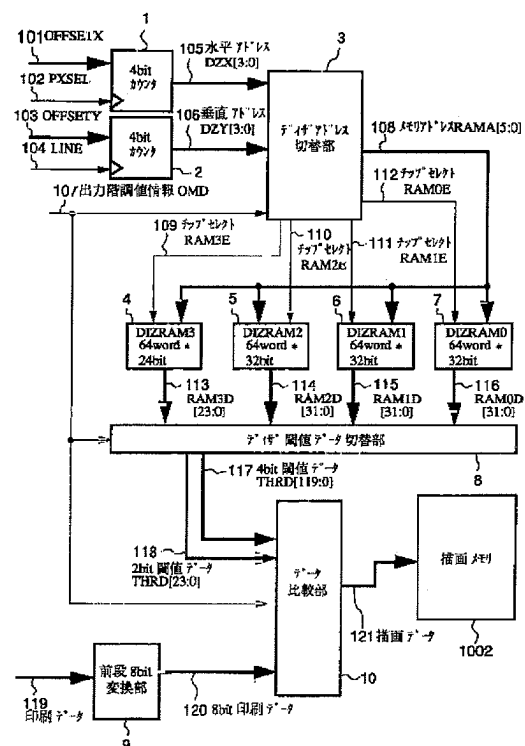 101 OFFSETX
102 PXSEL
103 OFFSETY
104 LINE
1
4bit
カウンタ
4bit
カウンタ
2
105 水平 アドレス
DZX[3:0]
106 垂直 アドレス
DZY[3:0]
3
ディザアドレス
切替部
108 メモリアドレスRAMA[5:0]
107 出力階調値情報 OMD
112 チップセレクト
RAM0E
109 チップセレクト
RAM3E
110
チップセレクト
RAM2E
111 チップセレクト
RAM1E
4
DIZRAM3
64word *
24bit
5
DIZRAM2
64word *
32bit
6
DIZRAM1
64word *
32bit
7
DIZRAM0
64word *
32bit
113
RAM3D
[23:0]
114
RAM2D
[31:0]
115
RAM1D
[31:0]
116
RAM0D
[31:0]
ディザ 閾値データ 切替部
8
117 4bit 閾値 データ
THRD[119:0]
118
2bit 閾値 データ
THRD[23:0]
データ
比較部
10
描画 メモリ
1002
121 描画 データ
119
印刷 データ
前段 8bit
変換部
9
120 8bit 印刷 データ